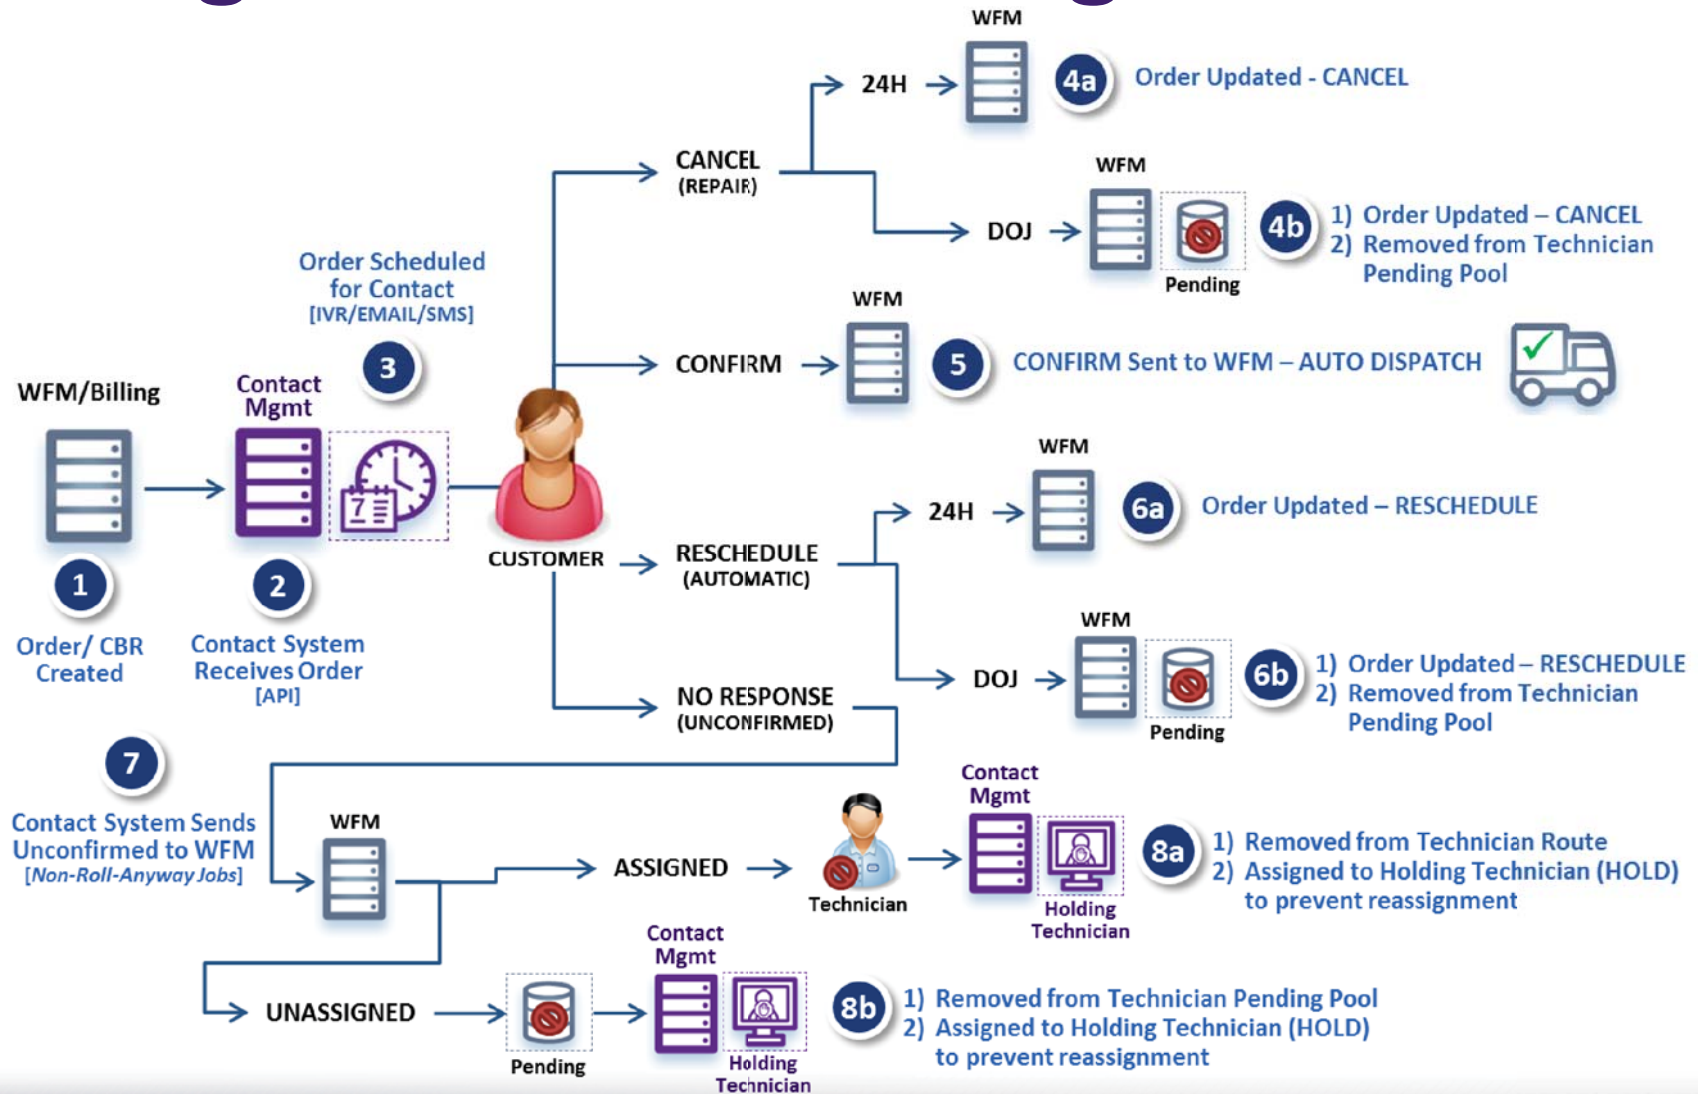 WFM
24H
4a
Order Updated - CANCEL
CANCEL
(REPAIR)
WFM
DOJ
Pending
4b
1) Order Updated – CANCEL
2) Removed from Technician
Pending Pool
Order Scheduled
for Contact
[IVR/EMAIL/SMS]
3
WFM
CONFIRM
5
CONFIRM Sent to WFM – AUTO DISPATCH
WFM/Billing
Contact
Mgmt
7
CUSTOMER
1
Order/ CBR
Created
2
Contact System
Receives Order
[API]
WFM
24H
6a
Order Updated – RESCHEDULE
RESCHEDULE
(AUTOMATIC)
WFM
DOJ
Pending
6b
1) Order Updated – RESCHEDULE
2) Removed from Technician
Pending Pool
NO RESPONSE
(UNCONFIRMED)
7
Contact System Sends
Unconfirmed to WFM
[Non-Roll-Anyway Jobs]
WFM
ASSIGNED
Technician
Contact
Mgmt
Holding
Technician
8a
1) Removed from Technician Route
2) Assigned to Holding Technician (HOLD)
to prevent reassignment
UNASSIGNED
Pending
Contact
Mgmt
Holding
Technician
8b
1) Removed from Technician Pending Pool
2) Assigned to Holding Technician (HOLD)
to prevent reassignment